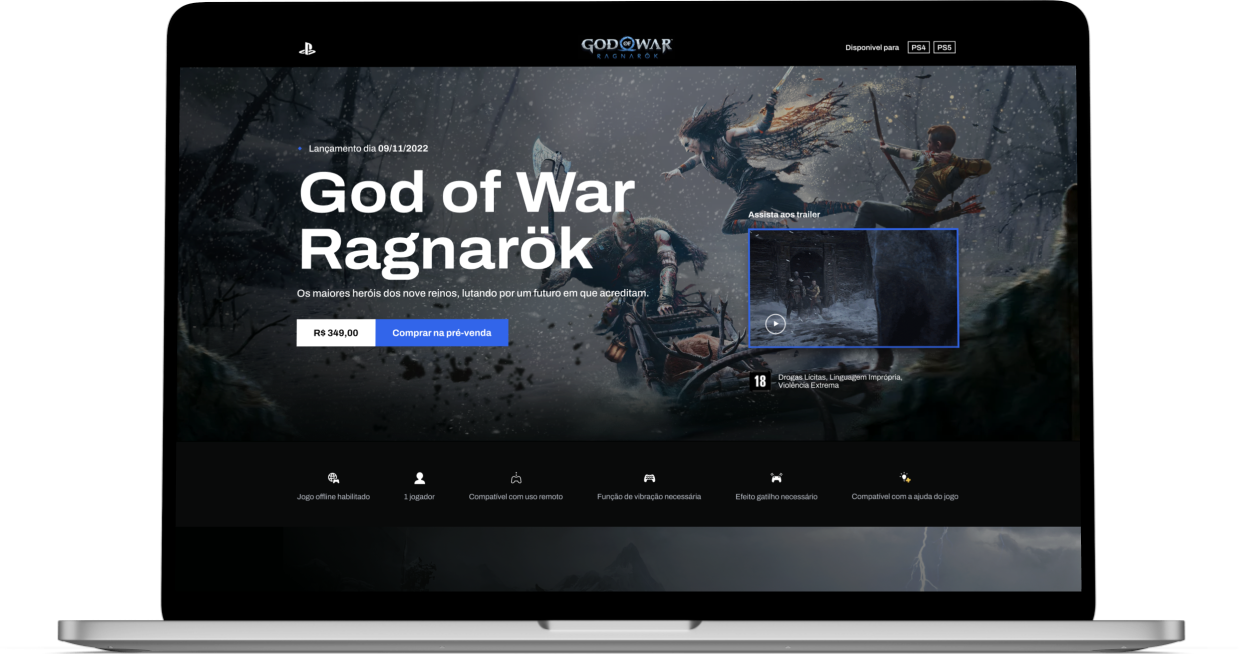 GOD OF WAR
RAGNARÖK
Disponivel para PS4 PS5
Lançamento dia 09/11/2022
God of War
Ragnarök
Os maiores heróis dos nove reinos, lutando por um futuro em que acreditam.
R$ 349,00
Comprar na pré-venda
Assista aos trailer
18
Drogas Lícitas, Linguagem Imprópria,
Violência Extrema
Jogo offline habilitado
1 jogador
Compatível com uso remoto
Função de vibração necessária
Efeito gatilho necessário
Compatível com a ajuda do jogo